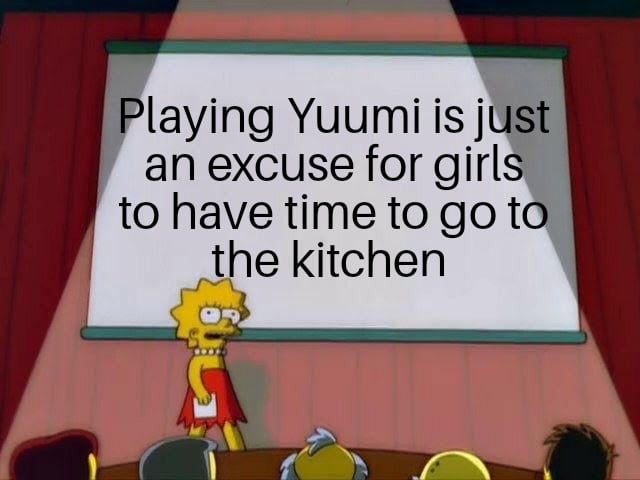 Playing Yuumi is just
an excuse for girls
to have time to go to
the kitchen